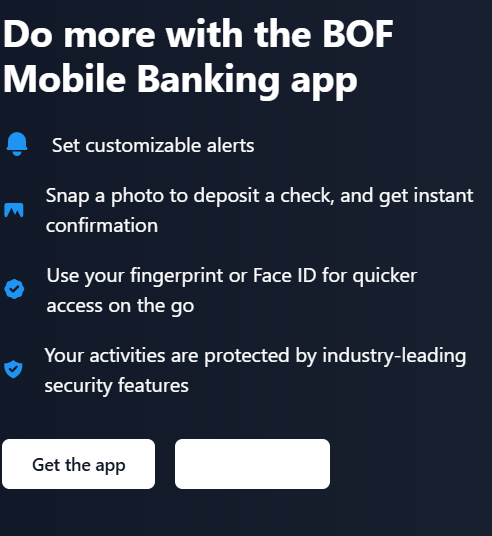 Do more with the BOF
Mobile Banking app
Set customizable alerts
Snap a photo to deposit a check, and get instant
confirmation
Use your fingerprint or Face ID for quicker
access on the go
Your activities are protected by industry-leading
security features
Get the app